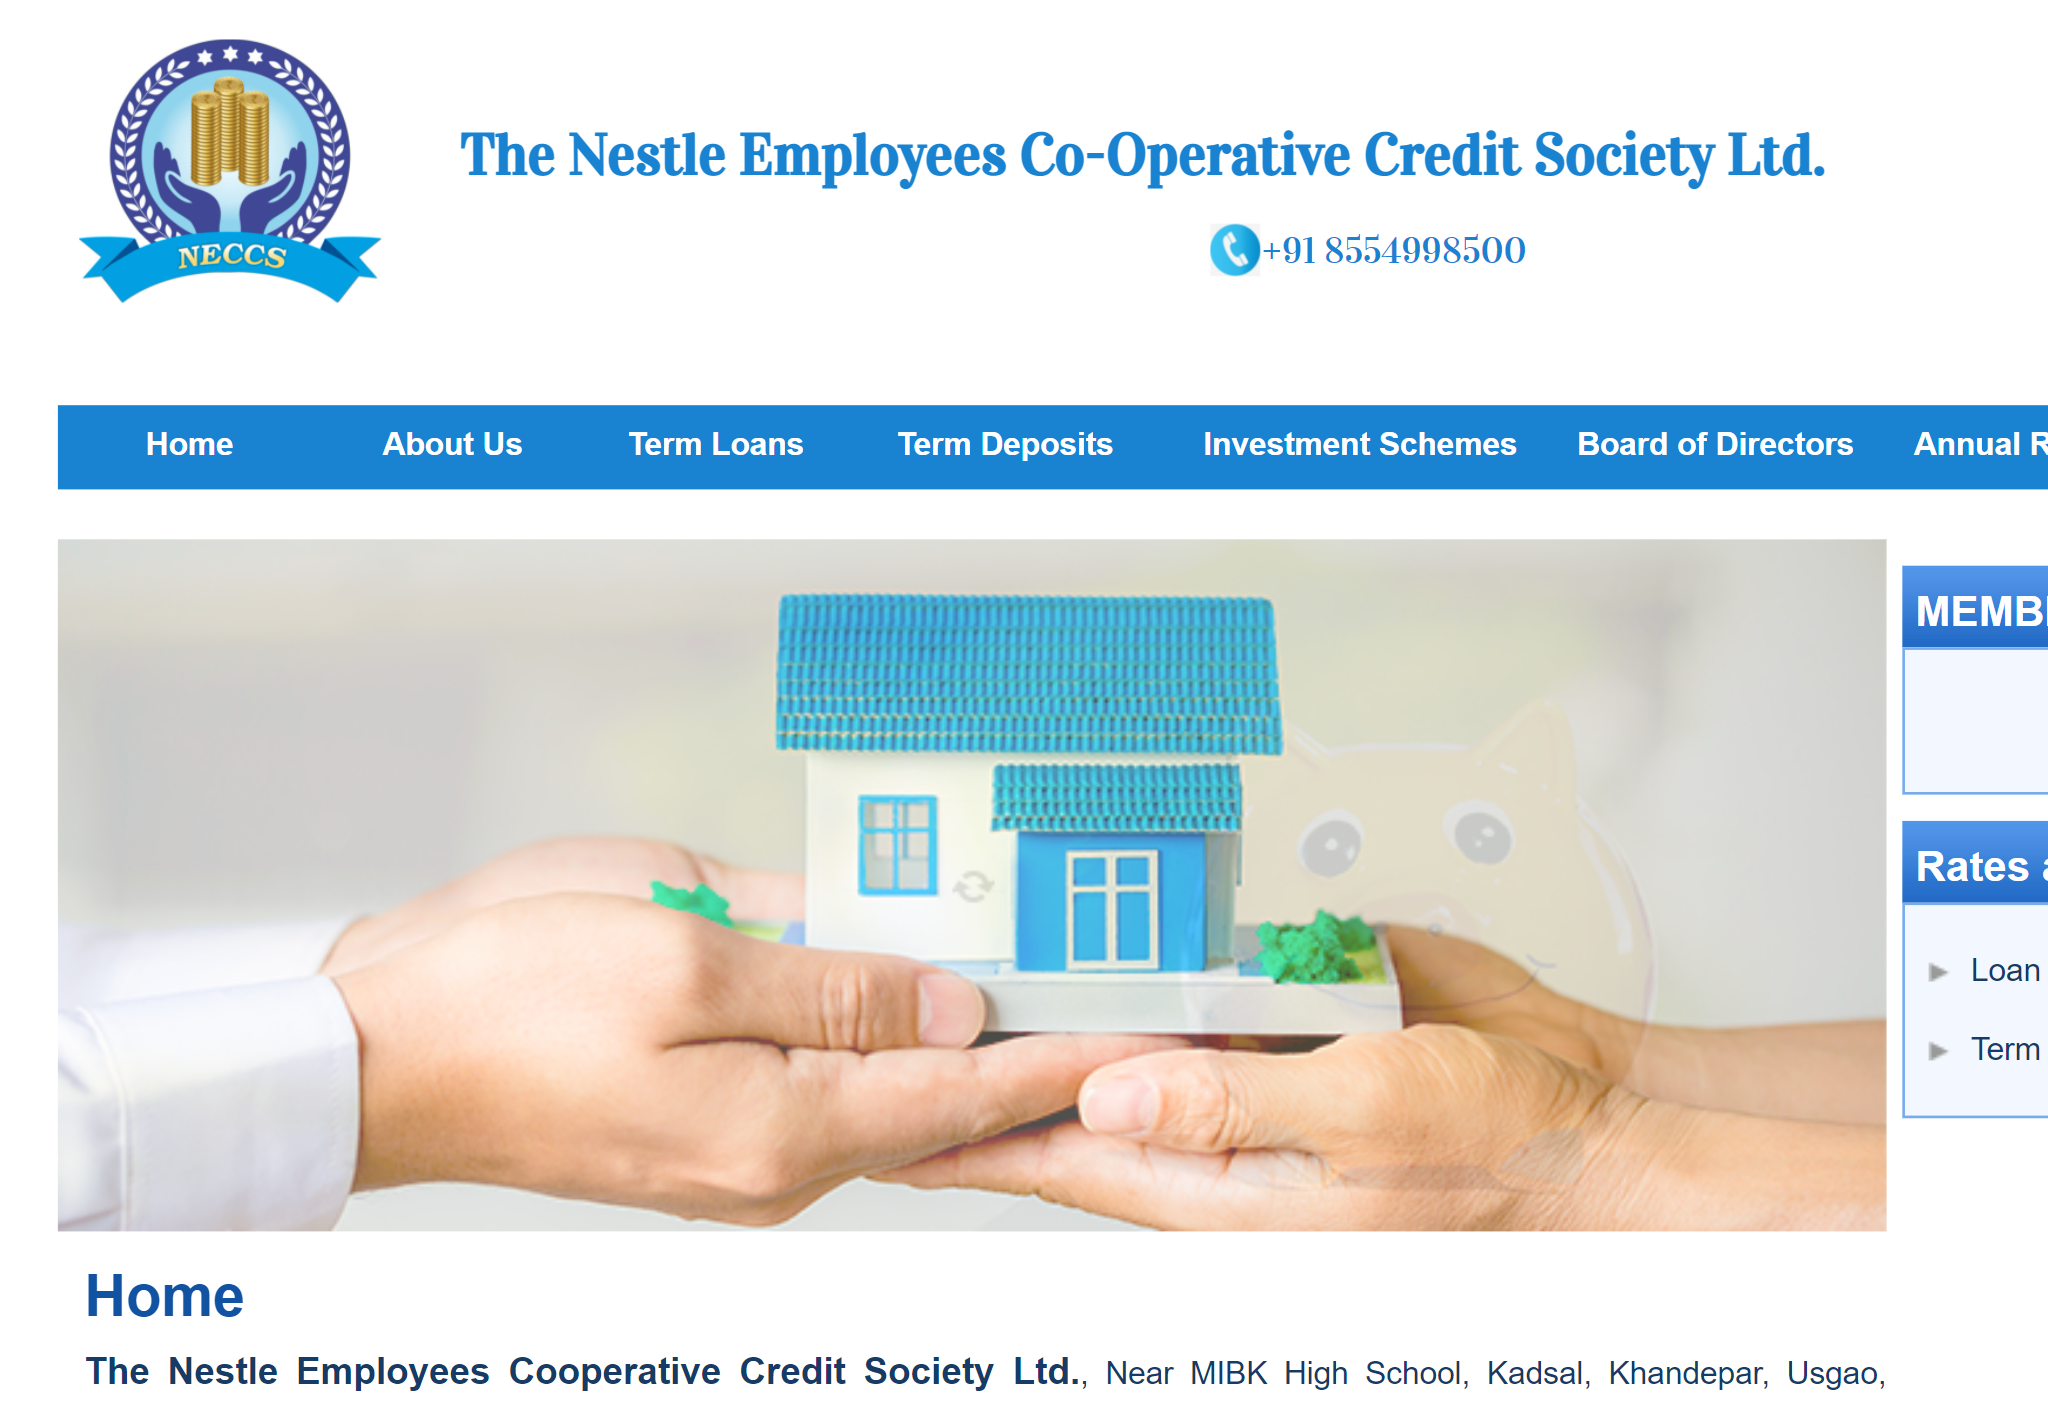 NECCS
The Nestle Employees Co-Operative Credit Society Ltd.
+91 8554998500
Home About Us Term Loans Term Deposits Investment Schemes Board of Directors Annual
Rates
Loan
Term
Home
The Nestle Employees Cooperative Credit Society Ltd., Near MIBK High School, Kadsal, Khandepar, Usgao,